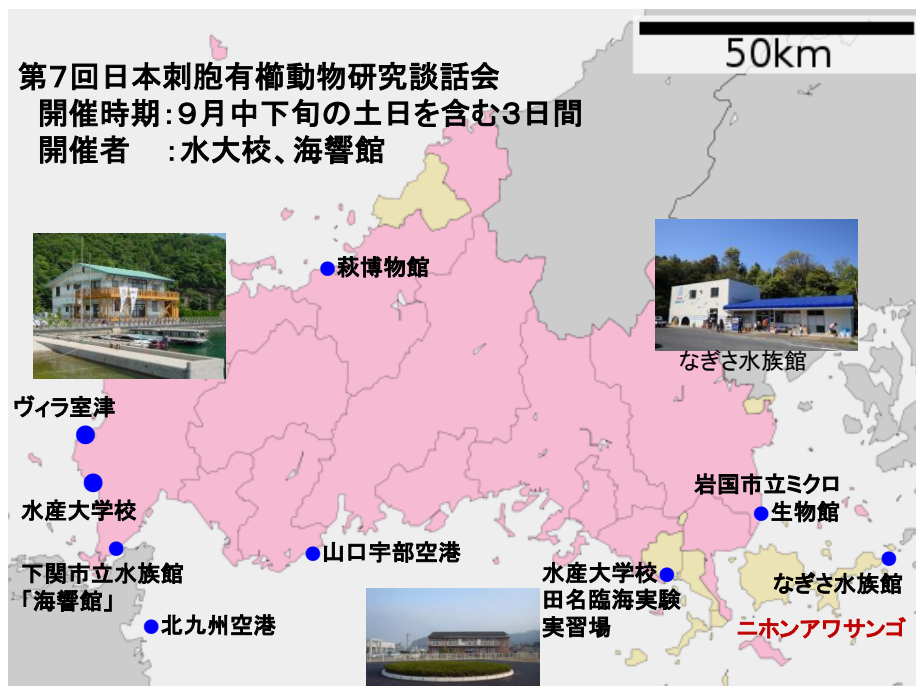 50km
第７回日本刺胞有櫛動物研究談話会
開催時期：９月中下旬の土日を含む３日間
開催者　：水大校、海響館
萩博物館
なぎさ水族館
ヴィラ室津
水産大学校
岩国市立ミクロ
生物館
下関市立水族館
「海響館」
山口宇部空港
水産大学校
田名臨海実験
実習場
なぎさ水族館
北九州空港
ニホンアワサンゴ